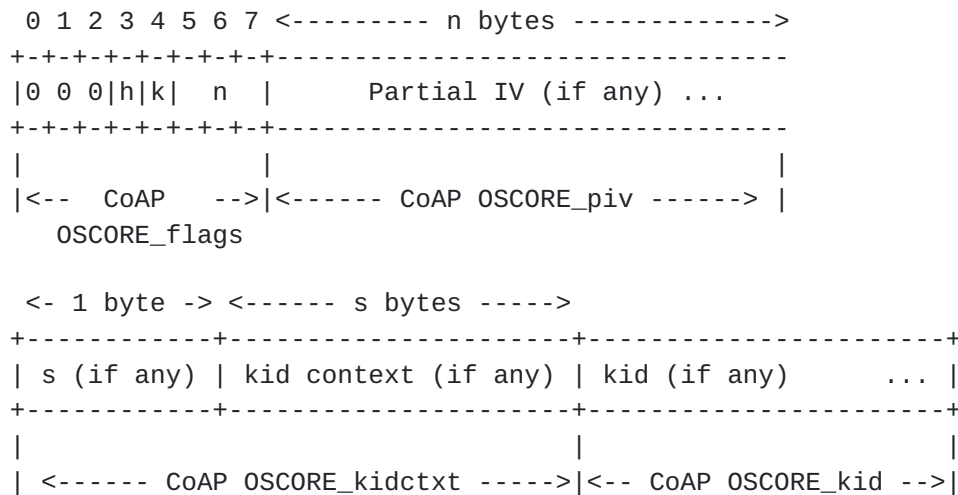 0 1 2 3 4 5 6 7 <--------- n bytes ------------->
+-+-+-+-+-+-+-+-+---------------------------------
|0 0 0|h|k|  n  |      Partial IV (if any) ...
+-+-+-+-+-+-+-+-+---------------------------------
|               |                                |
|<--  CoAP   -->|<------ CoAP OSCORE_piv ------> |
   OSCORE_flags

 <- 1 byte -> <------ s bytes ----->
+------------+----------------------+-----------------------+
| s (if any) | kid context (if any) | kid (if any)      ... |
+------------+----------------------+-----------------------+
|                                   |                       |
| <------ CoAP OSCORE_kidctxt ----->|<-- CoAP OSCORE_kid -->|